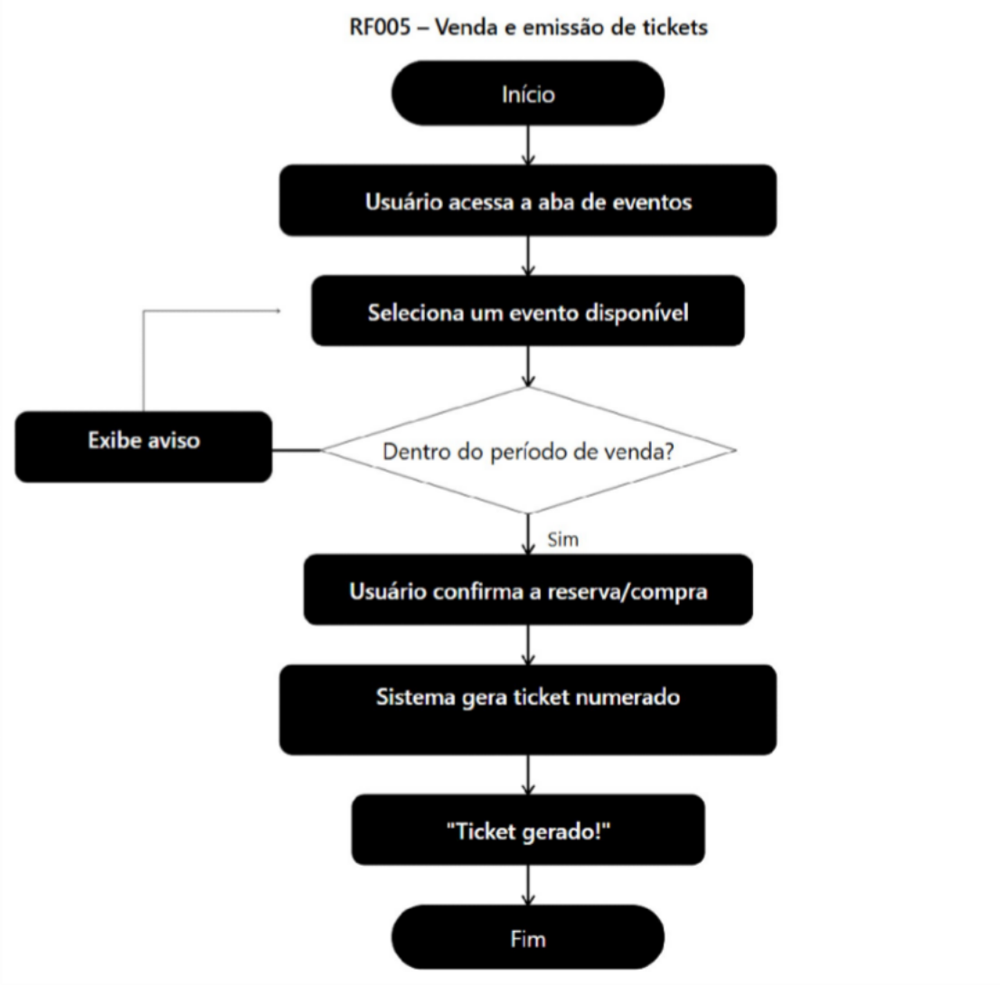 RF005 – Venda e emissão de tickets
Início
Usuário acessa a aba de eventos
Seleciona um evento disponível
Exibe aviso
Dentro do período de venda?
Sim
Usuário confirma a reserva/compra
Sistema gera ticket numerado
"Ticket gerado!"
Fim